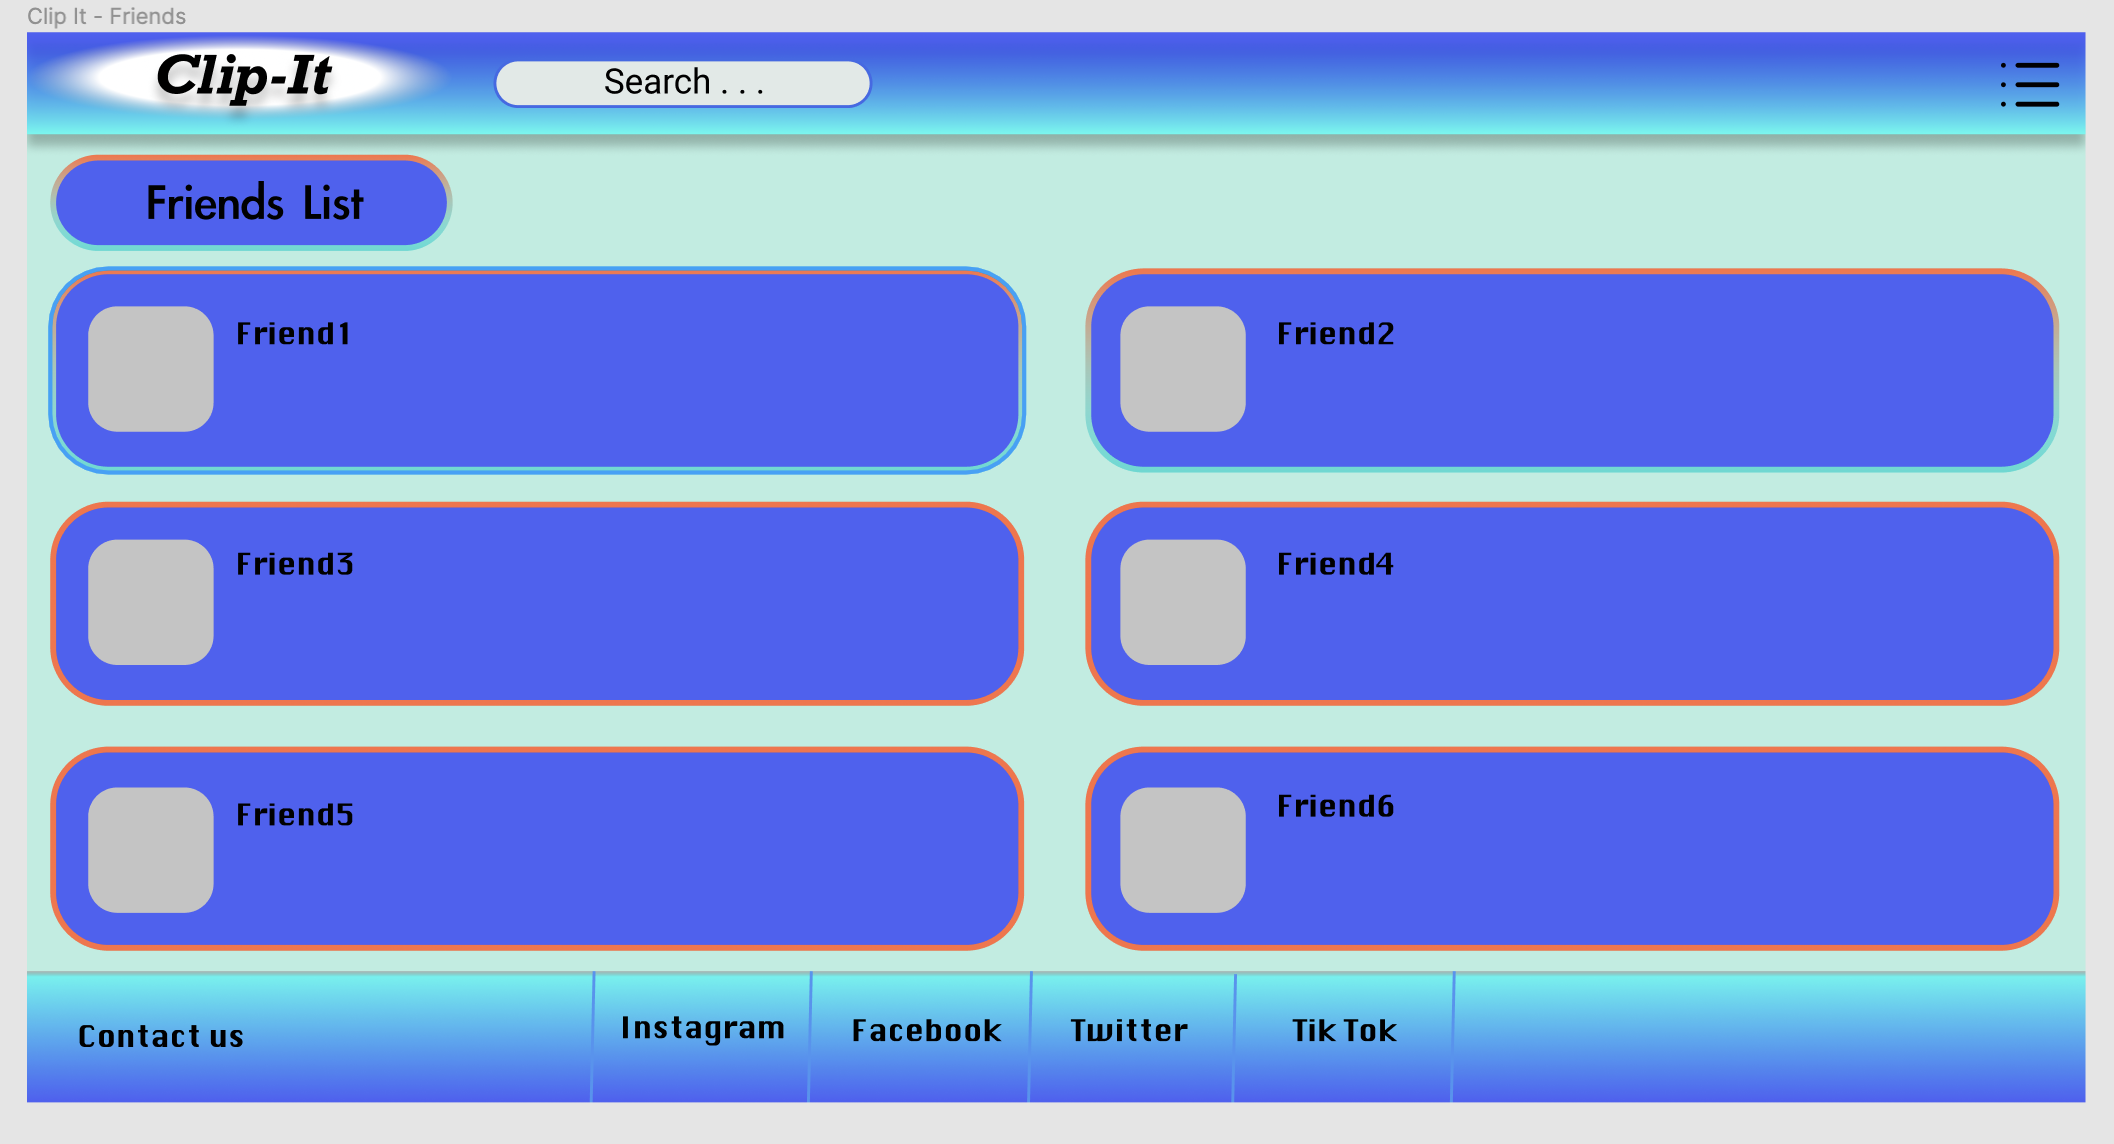 Clip It - Friends
Clip-It
Search . . .
Friends List
Friend1
Friend2
Friend3
Friend4
Friend5
Friend6
Contact us
Instagram
Facebook
Twitter
Tik Tok